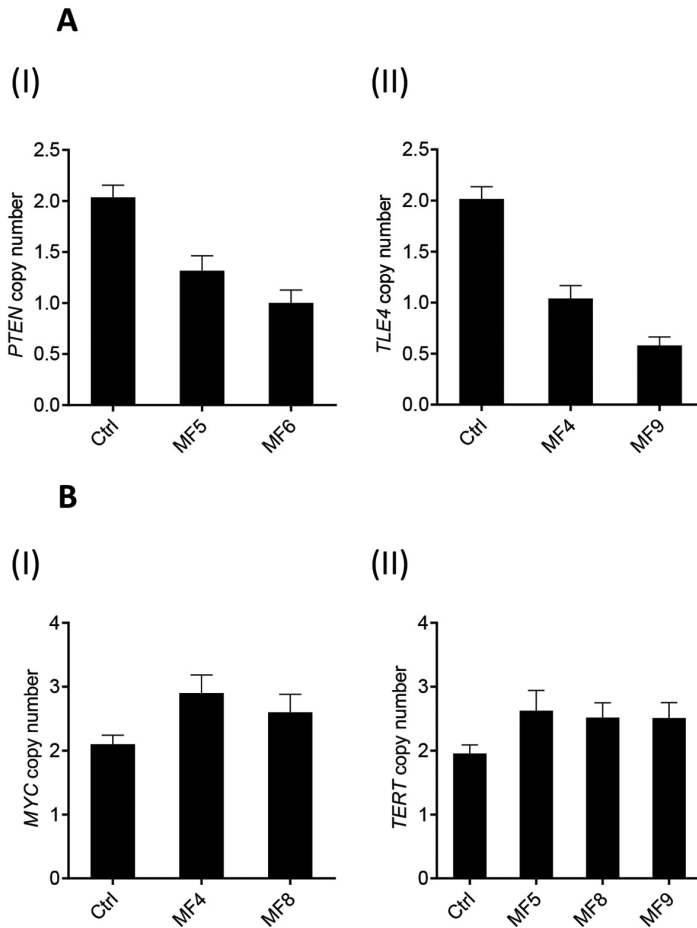 A
(I)
(II)
PTEN copy number
2.5
2.0
1.5
1.0
0.5
0.0
Ctrl
MF5
MF6
TLE4 copy number
2.5
2.0
1.5
1.0
0.5
0.0
Ctrl
MF4
MF9
B
(I)
(II)
MYC copy number
4
3
2
1
0
Ctrl
MF4
MF8
TERT copy number
4
3
2
1
0
Ctrl
MF5
MF8
MF9